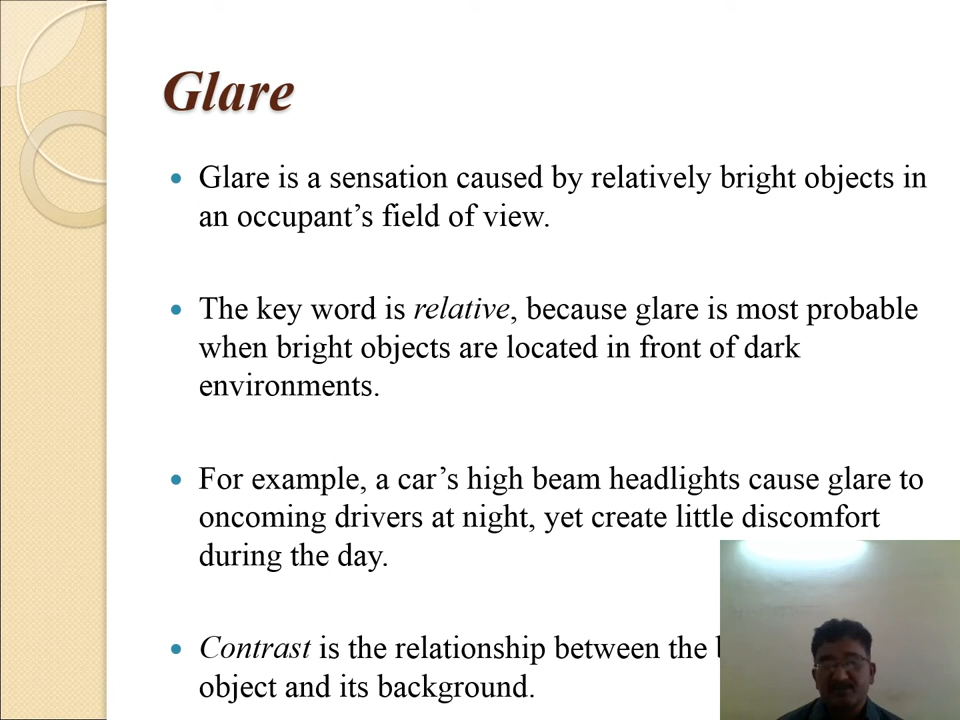 Glare
Glare is a sensation caused by relatively bright objects in
an occupant’s field of view.
The key word is relative, because glare is most probable
when bright objects are located in front of dark
environments.
For example, a car’s high beam headlights cause glare to
oncoming drivers at night, yet create little discomfort
during the day.
Contrast is the relationship between the
object and its background.